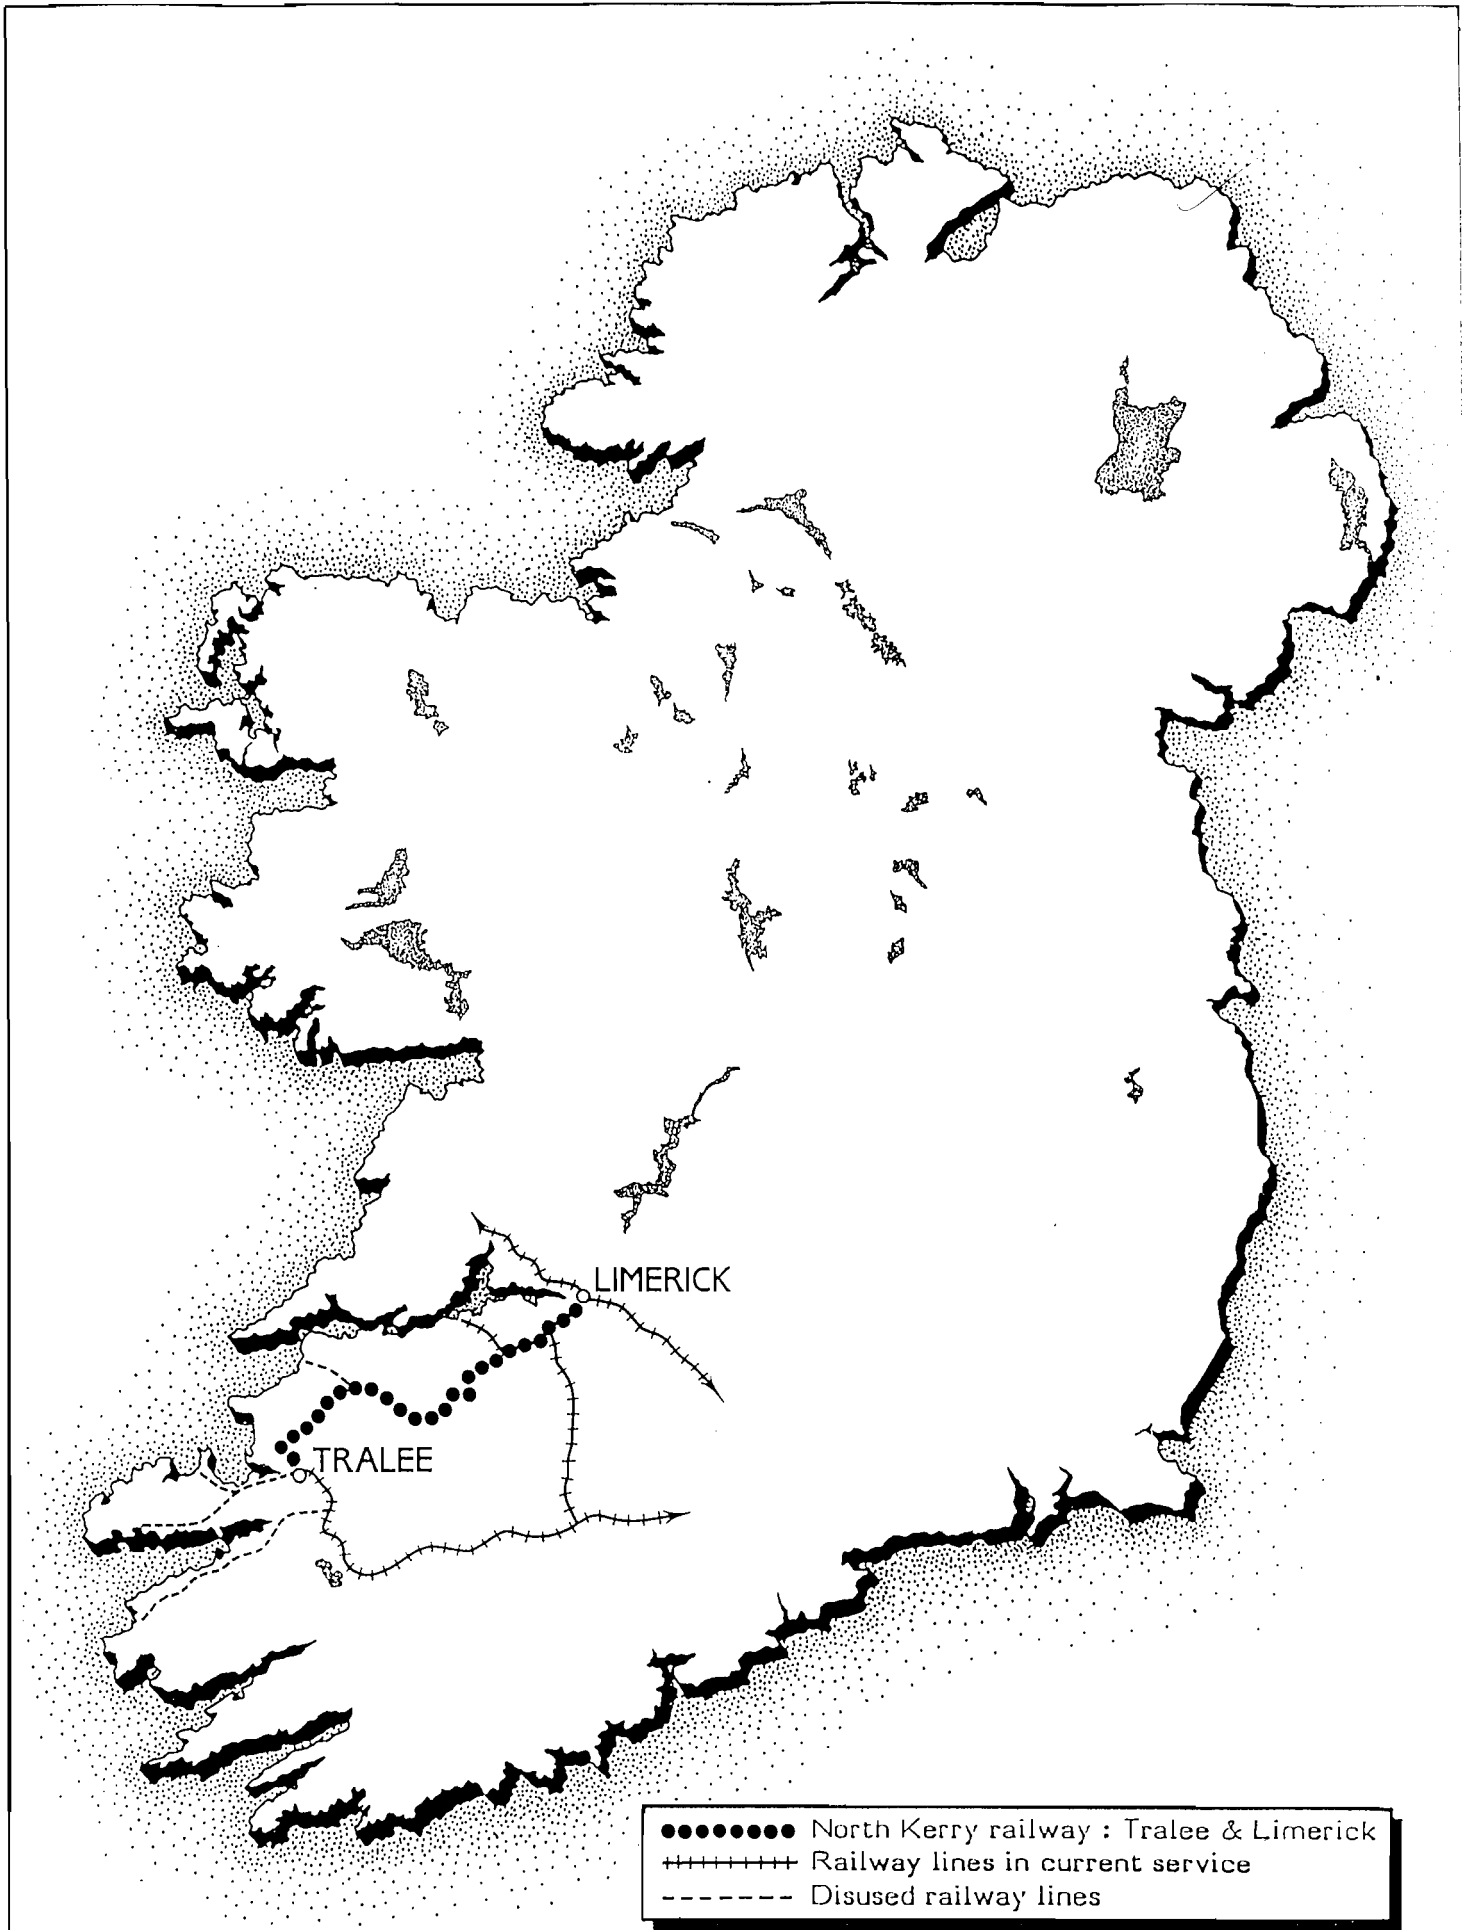 LIMERICK
TRALEE
North Kerry railway : Tralee & Limerick
Railway lines in current service
Disused railway lines